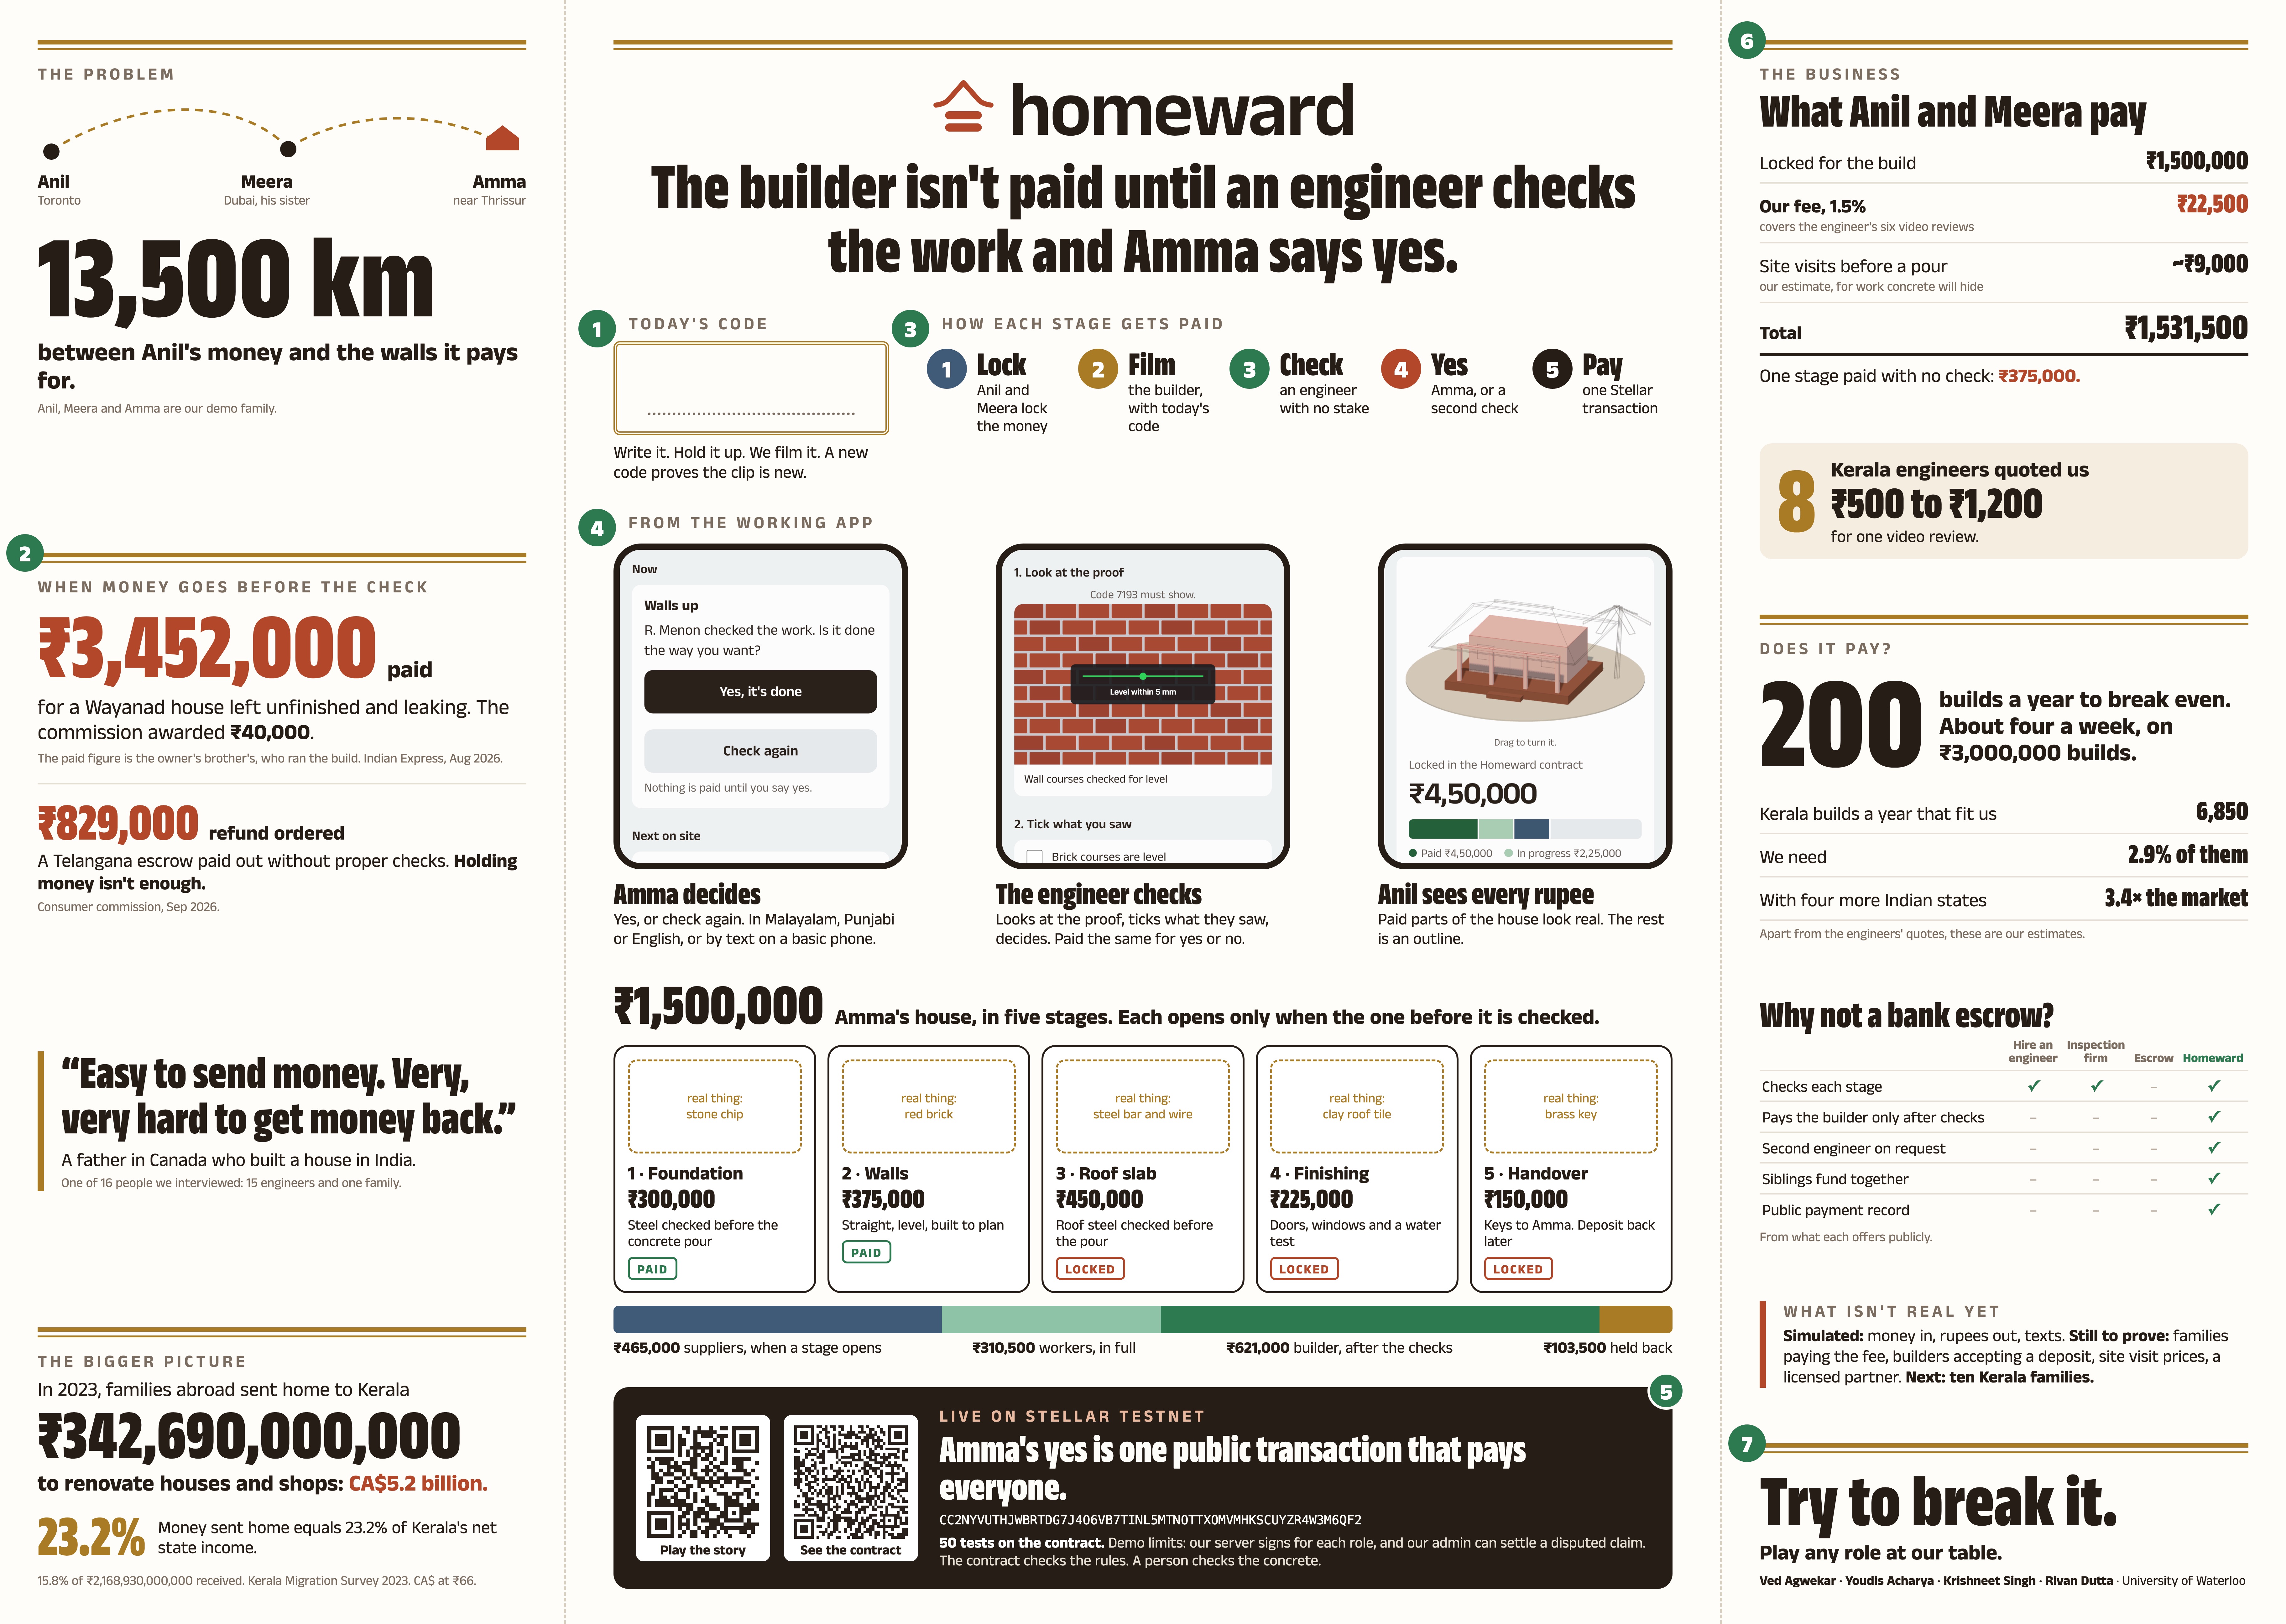 THE PROBLEM
Anil
Toronto
Meera
Dubai, his sister
Amma
near Thrissur
13,500 km
between Anil's money and the walls it pays
for.
Anil, Meera and Amma are our demo family.
2
WHEN MONEY GOES BEFORE THE CHECK
₹3,452,000 paid
for a Wayanad house left unfinished and leaking. The
commission awarded ₹40,000.
The paid figure is the owner's brother's, who ran the build. Indian Express, Aug 2026.
₹829,000 refund ordered
A Telangana escrow paid out without proper checks. Holding
money isn't enough.
Consumer commission, Sep 2026.
“Easy to send money. Very,
very hard to get money back.”
A father in Canada who built a house in India.
One of 16 people we interviewed: 15 engineers and one family.
THE BIGGER PICTURE
In 2023, families abroad sent home to Kerala
₹342,690,000,000
to renovate houses and shops: CA$5.2 billion.
23.2%
Money sent home equals 23.2% of Kerala's net
state income.
15.8% of ₹2,168,930,000,000 received. Kerala Migration Survey 2023. CA$ at ₹66.
homeward
The builder isn't paid until an engineer checks
the work and Amma says yes.
1
TODAY'S CODE
Write it. Hold it up. We film it. A new
code proves the clip is new.
3
HOW EACH STAGE GETS PAID
1
Lock
Anil and
Meera lock
the money
2
Film
the builder,
with today's
code
3
Check
an engineer
with no stake
4
Yes
Amma, or a
second check
5
Pay
one Stellar
transaction
4
FROM THE WORKING APP
Now
Walls up
R. Menon checked the work. Is it done
the way you want?
Yes, it's done
Check again
Nothing is paid until you say yes.
Next on site
Amma decides
Yes, or check again. In Malayalam, Punjabi
or English, or by text on a basic phone.
1. Look at the proof
Code 7193 must show.
Level within 5 mm
Wall courses checked for level
2. Tick what you saw
Brick courses are level
The engineer checks
Looks at the proof, ticks what they saw,
decides. Paid the same for yes or no.
Drag to turn it.
Locked in the Homeward contract
₹4,50,000
Paid ₹4,50,000
In progress ₹2,25,000
Anil sees every rupee
Paid parts of the house look real. The rest
is an outline.
₹1,500,000 Amma's house, in five stages. Each opens only when the one before it is checked.
real thing:
stone chip
1 · Foundation
₹300,000
Steel checked before the
concrete pour
PAID
real thing:
red brick
2 · Walls
₹375,000
Straight, level, built to plan
PAID
real thing:
steel bar and wire
3 · Roof slab
₹450,000
Roof steel checked before
the pour
LOCKED
real thing:
clay roof tile
4 · Finishing
₹225,000
Doors, windows and a water
test
LOCKED
real thing:
brass key
5 · Handover
₹150,000
Keys to Amma. Deposit back
later
LOCKED
₹465,000 suppliers, when a stage opens
₹310,500 workers, in full
₹621,000 builder, after the checks
₹103,500 held back
5
Play the story
See the contract
LIVE ON STELLAR TESTNET
Amma's yes is one public transaction that pays
everyone.
CC2NYVUTHJWBRTDG7J4O6VB7TINL5MTNOTTXOMVMHKSCUYZR4W3M6QF2
50 tests on the contract. Demo limits: our server signs for each role, and our admin can settle a disputed claim.
The contract checks the rules. A person checks the concrete.
6
THE BUSINESS
What Anil and Meera pay
Locked for the build ₹1,500,000
Our fee, 1.5% ₹22,500
covers the engineer's six video reviews
Site visits before a pour ~₹9,000
our estimate, for work concrete will hide
Total ₹1,531,500
One stage paid with no check: ₹375,000.
8
Kerala engineers quoted us
₹500 to ₹1,200
for one video review.
DOES IT PAY?
200
builds a year to break even.
About four a week, on
₹3,000,000 builds.
Kerala builds a year that fit us 6,850
We need 2.9% of them
With four more Indian states 3.4× the market
Apart from the engineers' quotes, these are our estimates.
Why not a bank escrow?
Hire an
engineer
Inspection
firm
Escrow
Homeward
Checks each stage ✓ ✓ – ✓
Pays the builder only after checks – – – ✓
Second engineer on request – – – ✓
Siblings fund together – – – ✓
Public payment record – – – ✓
From what each offers publicly.
WHAT ISN'T REAL YET
Simulated: money in, rupees out, texts. Still to prove: families
paying the fee, builders accepting a deposit, site visit prices, a
licensed partner. Next: ten Kerala families.
7
Try to break it.
Play any role at our table.
Ved Agwekar · Youdis Acharya · Krishneet Singh · Rivan Dutta · University of Waterloo